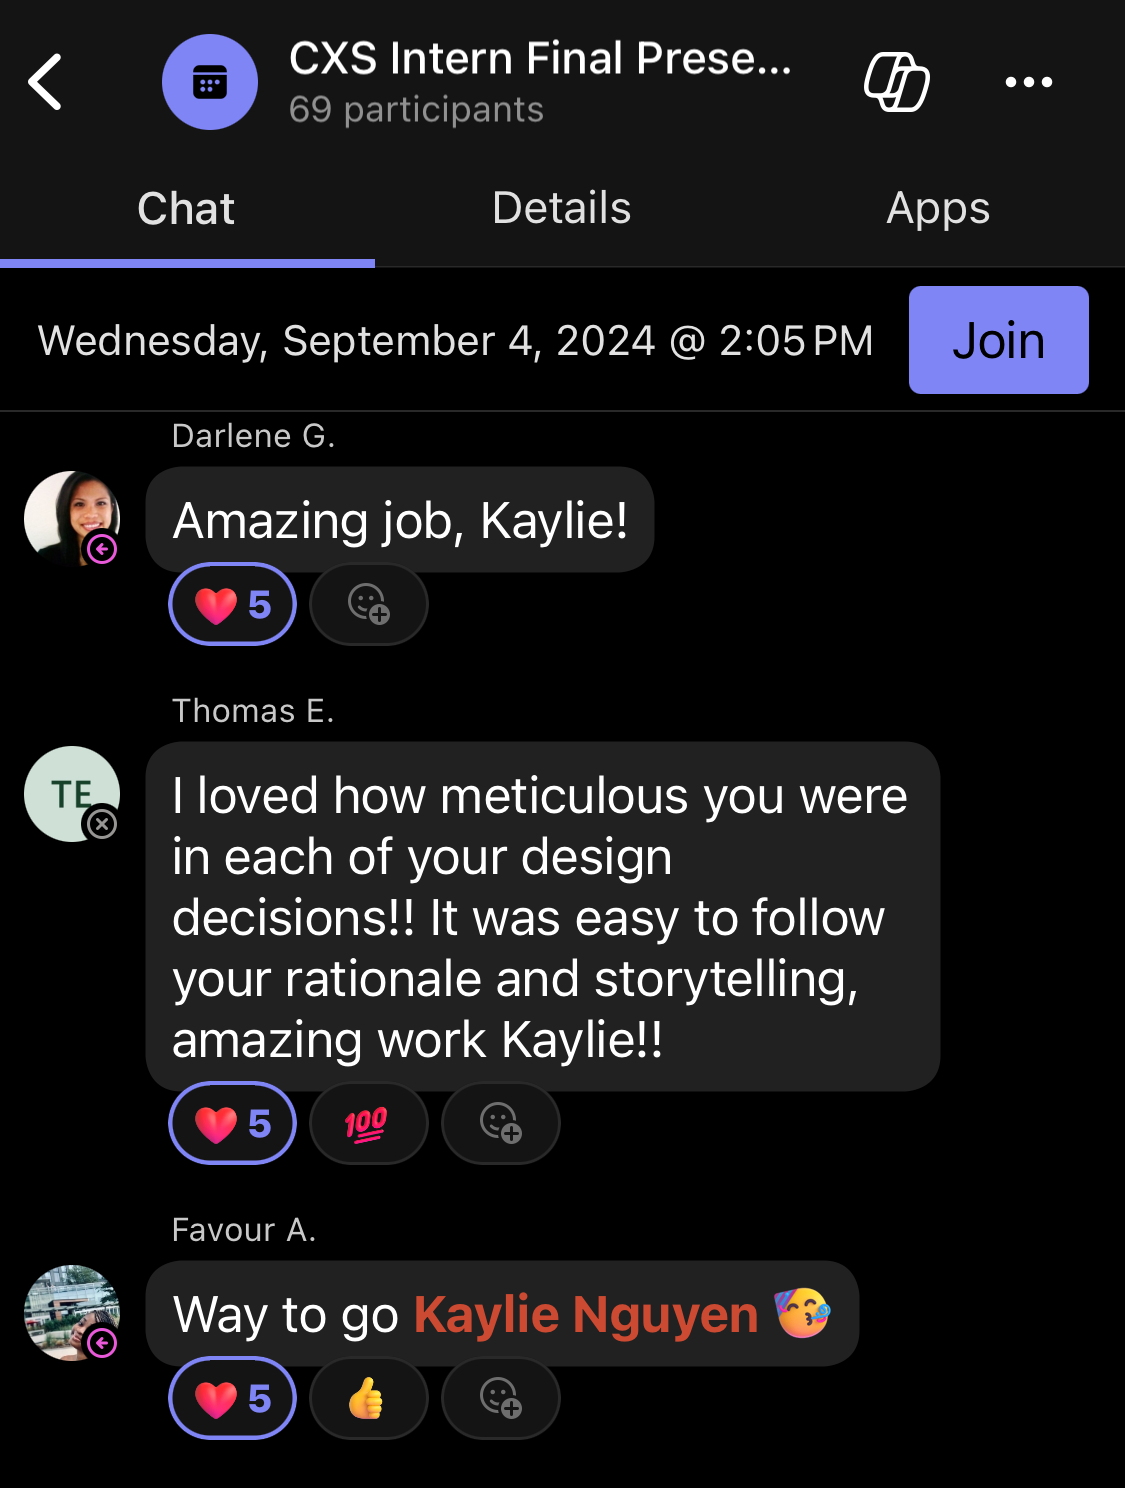 CXS Intern Final Prese...
69 participants
Chat
Details
Apps
Wednesday, September 4, 2024 @ 2:05 PM
Join
Darlene G.
Amazing job, Kaylie!
❤️ 5
Thomas E.
TE
I loved how meticulous you were
in each of your design
decisions!! It was easy to follow
your rationale and storytelling,
amazing work Kaylie!!
❤️ 5 💯
Favour A.
Way to go Kaylie Nguyen 🥳
❤️ 5 👍